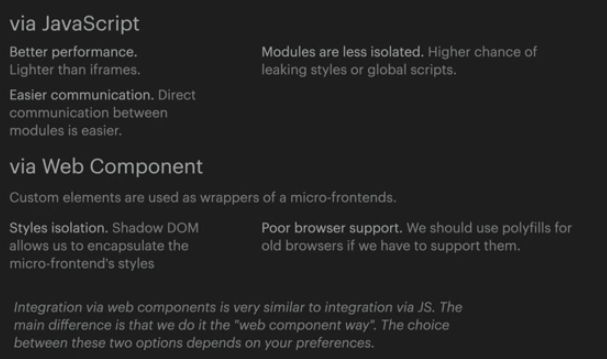 via JavaScript
Better performance.
Lighter than iframes.
Modules are less isolated. Higher chance of
leaking styles or global scripts.
Easier communication. Direct
communication between
modules is easier.
via Web Component
Custom elements are used as wrappers of a micro-frontends.
Styles isolation. Shadow DOM
allows us to encapsulate the
micro-frontend's styles
Poor browser support. We should use polyfills for
old browsers if we have to support them.
Integration via web components is very similar to integration via JS. The
main difference is that we do it the "web component way". The choice
between these two options depends on your preferences.